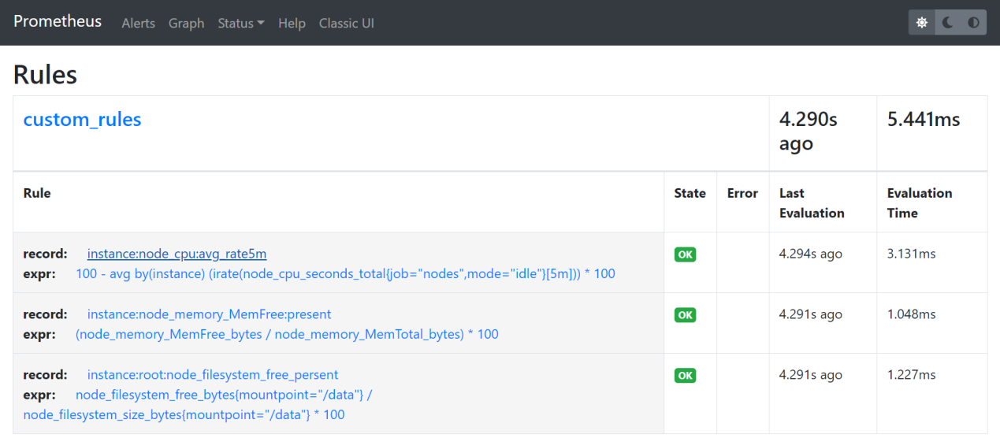 Prometheus Alerts Graph Status Help Classic UI
Rules
custom_rules 4.290s ago 5.441ms
Rule State Error Last Evaluation Evaluation Time
record: instance:node_cpu:avg_rate5m OK 4.294s ago 3.131ms
expr: 100 - avg by(instance) (irate(node_cpu_seconds_total{job="nodes",mode="idle"}[5m])) * 100
record: instance:node_memory_MemFree:present OK 4.291s ago 1.048ms
expr: (node_memory_MemFree_bytes / node_memory_MemTotal_bytes) * 100
record: instance:root:node_filesystem_free_persent OK 4.291s ago 1.227ms
expr: node_filesystem_free_bytes{mountpoint="/data"} /
node_filesystem_size_bytes{mountpoint="/data"} * 100